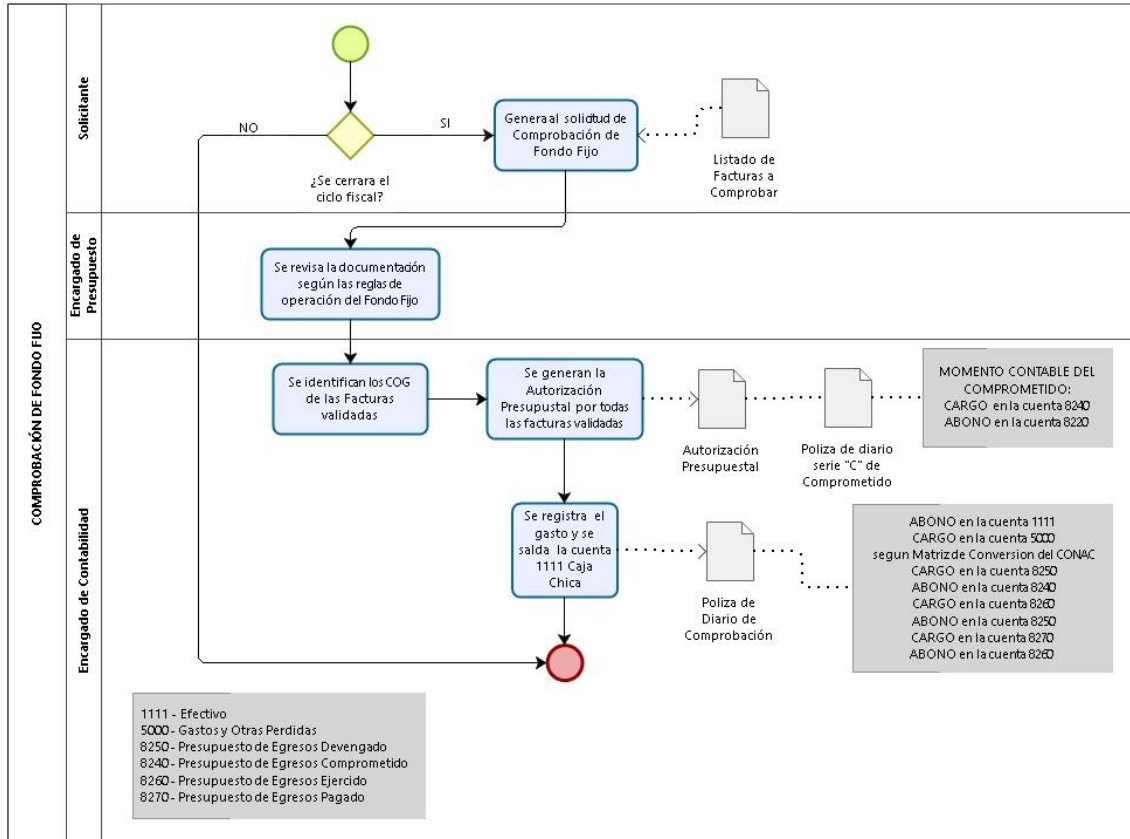 COMPROBACIÓN DE FONDO FIJO
Solicitante
NO
SI
¿Se cerrara el
ciclo fiscal?
Genera al solicitud de
Comprobación de
Fondo Fijo
Listado de
Facturas a
Comprobar
Encargado de
Presupuesto
Se revisa la documentación
según las reglas de
operación del Fondo Fijo
Encargado de Contabilidad
Se identifican los COG
de las Facturas
validadas
Se generan la
Autorización
Presupustal por todas
las facturas validadas
Autorización
Presupuestal
Poliza de diario
serie "C" de
Comprometido
MOMENTO CONTABLE DEL
COMPROMETIDO:
CARGO en la cuenta 8240
ABONO en la cuenta 8220
Se registra el
gasto y se
salda la cuenta
1111 Caja
Chica
Poliza de
Diario de
Comprobación
ABONO en la cuenta 1111
CARGO en la cuenta 5000
segun Matriz de Conversion del CONAC
CARGO en la cuenta 8250
ABONO en la cuenta 8240
CARGO en la cuenta 8260
ABONO en la cuenta 8250
CARGO en la cuenta 8270
ABONO en la cuenta 8260
1111 - Efectivo
5000 - Gastos y Otras Perdidas
8250 - Presupuesto de Egresos Devengado
8240 - Presupuesto de Egresos Comprometido
8260 - Presupuesto de Egresos Ejercido
8270 - Presupuesto de Egresos Pagado